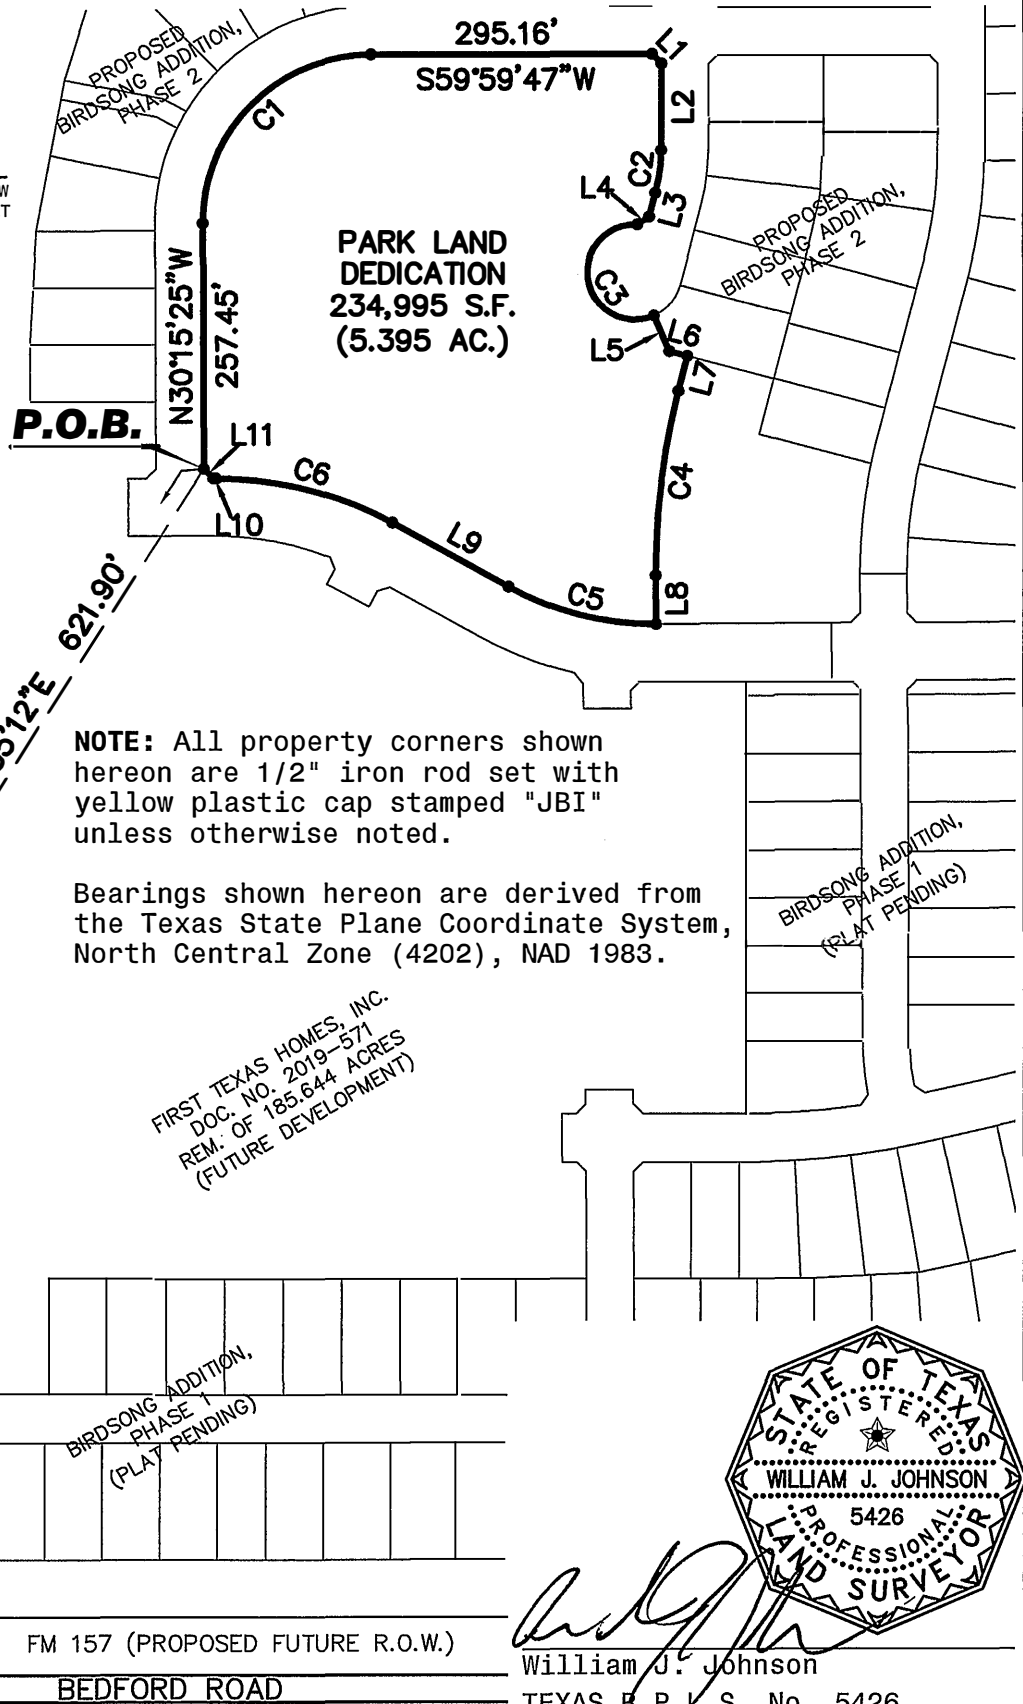 295.16'
S59°59'47"W
L1
PROPOSED
BIRDSONG ADDITION,
PHASE 2
C1
L2
C2
L4
L3
W
T
PROPOSED
BIRDSONG ADDITION,
PHASE 2
PARK LAND
DEDICATION
234,995 S.F.
(5.395 AC.)
N30°15'25"W
257.45'
C3
L5
L6
L7
P.O.B.
L11
C6
L10
C4
L9
C5
L8
621.90'
12"E
NOTE: All property corners shown
hereon are 1/2" iron rod set with
yellow plastic cap stamped "JBI"
unless otherwise noted.
Bearings shown hereon are derived from
the Texas State Plane Coordinate System,
North Central Zone (4202), NAD 1983.
BIRDSONG ADDITION,
PHASE 1
(PLAT PENDING)
FIRST TEXAS HOMES, INC.
DOC. NO. 2019-571
REM. OF 185.644 ACRES
(FUTURE DEVELOPMENT)
BIRDSONG ADDITION,
PHASE 1
(PLAT PENDING)
STATE OF TEXAS
REGISTERED
WILLIAM J. JOHNSON
5426
PROFESSIONAL
LAND SURVEYOR
FM 157 (PROPOSED FUTURE R.O.W.)
BEDFORD ROAD
William J. Johnson
TEXAS R.P.L.S. No. 5426